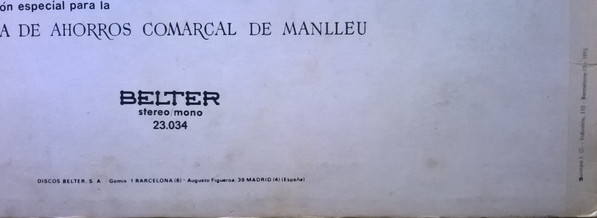 ón especial para la
A DE AHORROS COMARCAL DE MANLLEU
BELTER
stereo/mono
23.034
DISCOS BELTER, S. A. - Gomis 1 BARCELONA (6) - Augusto Figueroa, 39 MADRID (4) (España)